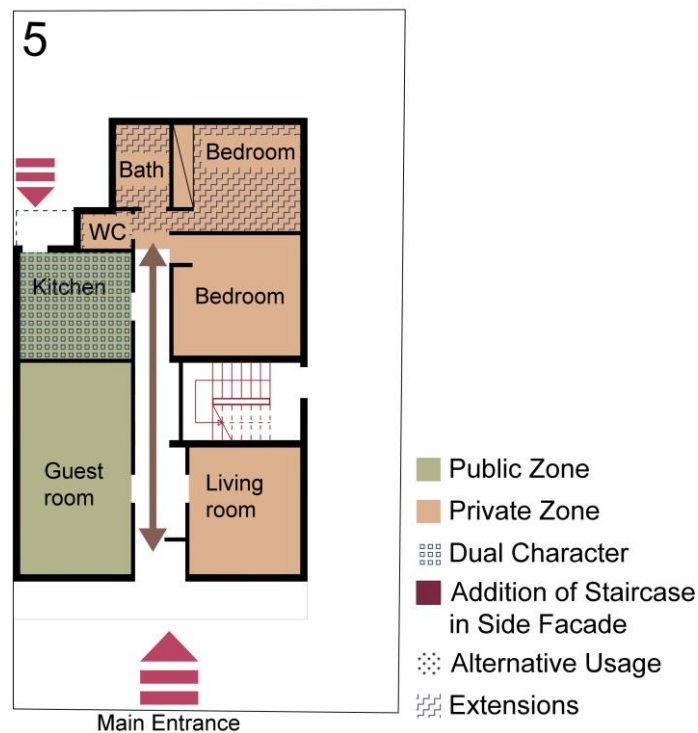 5
Bath
Bedroom
WC
Kitchen
Bedroom
Guest
room
Living
room
Main Entrance
Public Zone
Private Zone
Dual Character
Addition of Staircase
in Side Facade
Alternative Usage
Extensions